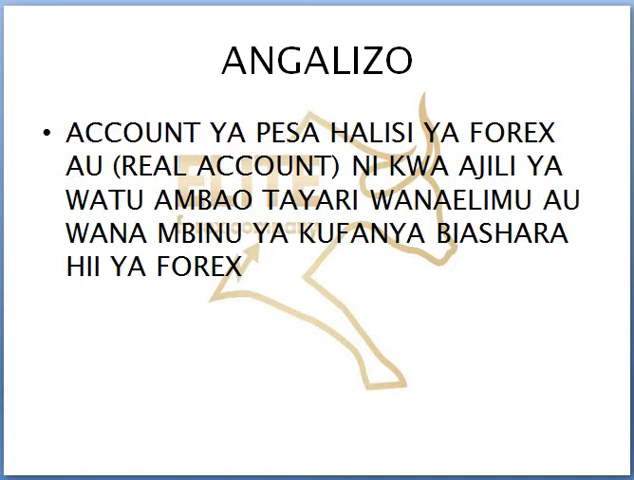 ANGALIZO
• ACCOUNT YA PESA HALISI YA FOREX
AU (REAL ACCOUNT) NI KWA AJILI YA
WATU AMBAO TAYARI WANAELIMU AU
WANA MBINU YA KUFANYA BIASHARA
HII YA FOREX
ELITE